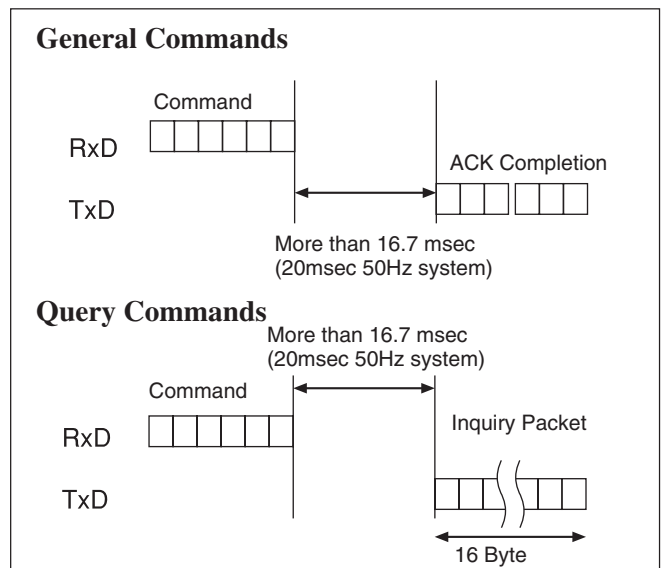 General Commands
Command
RxD
ACK Completion
TxD
More than 16.7 msec
(20msec 50Hz system)
Query Commands
More than 16.7 msec
(20msec 50Hz system)
Command
Inquiry Packet
RxD
TxD
16 Byte